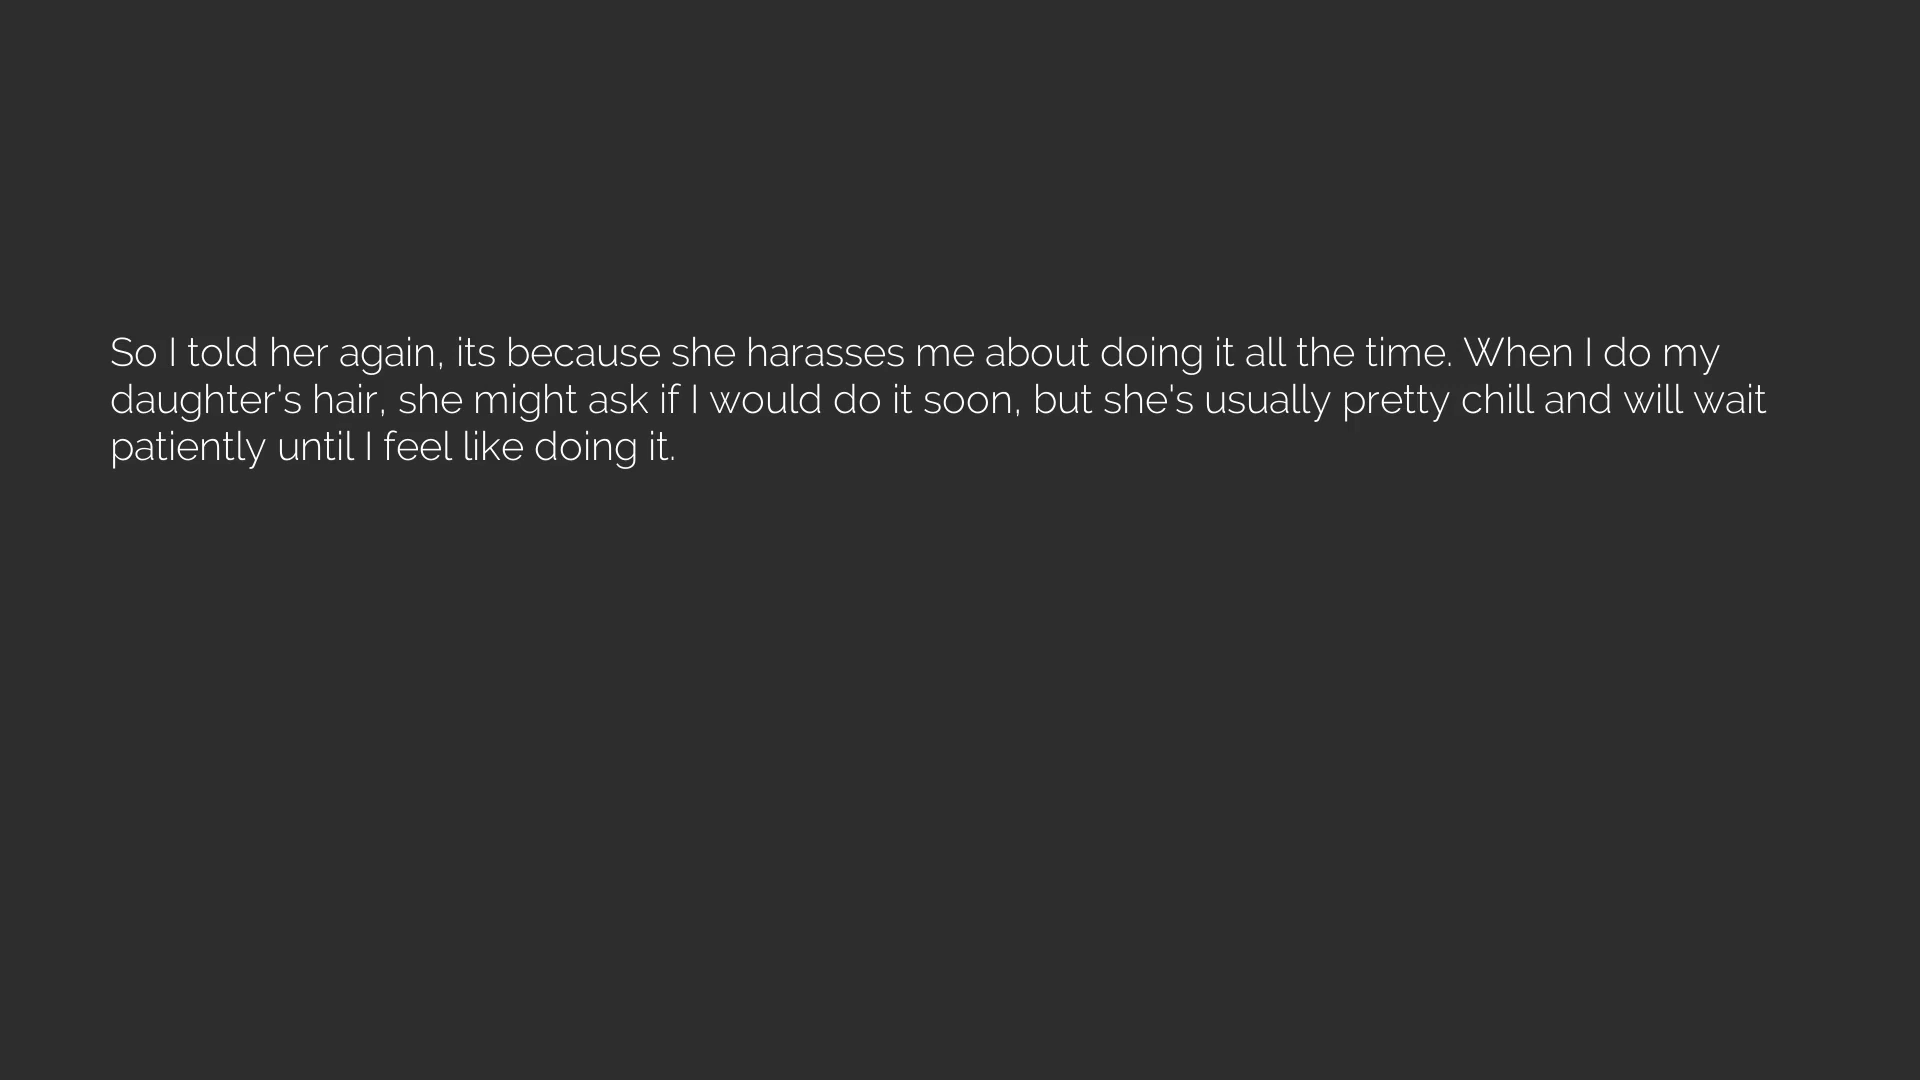 So I told her again, its because she harasses me about doing it all the time. When I do my
daughter's hair, she might ask if I would do it soon, but she's usually pretty chill and will wait
patiently until I feel like doing it.